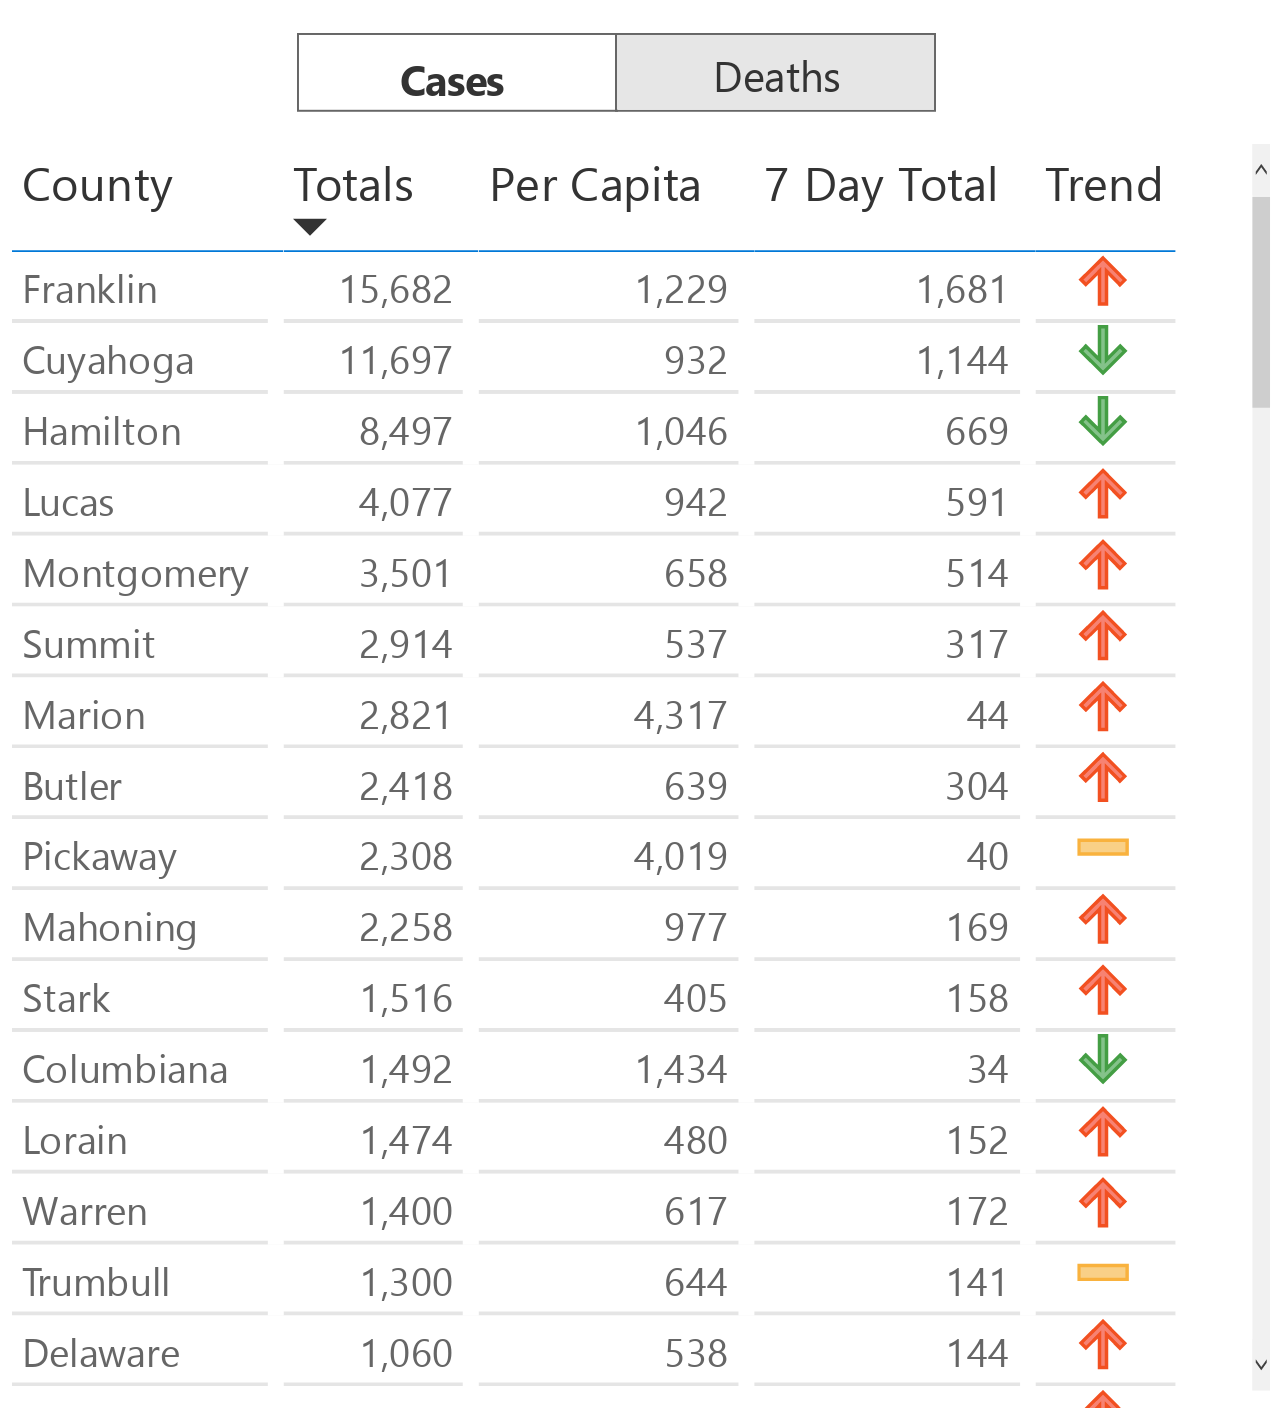 Cases Deaths
County Totals Per Capita 7 Day Total Trend
Franklin 15,682 1,229 1,681
Cuyahoga 11,697 932 1,144
Hamilton 8,497 1,046 669
Lucas 4,077 942 591
Montgomery 3,501 658 514
Summit 2,914 537 317
Marion 2,821 4,317 44
Butler 2,418 639 304
Pickaway 2,308 4,019 40
Mahoning 2,258 977 169
Stark 1,516 405 158
Columbiana 1,492 1,434 34
Lorain 1,474 480 152
Warren 1,400 617 172
Trumbull 1,300 644 141
Delaware 1,060 538 144